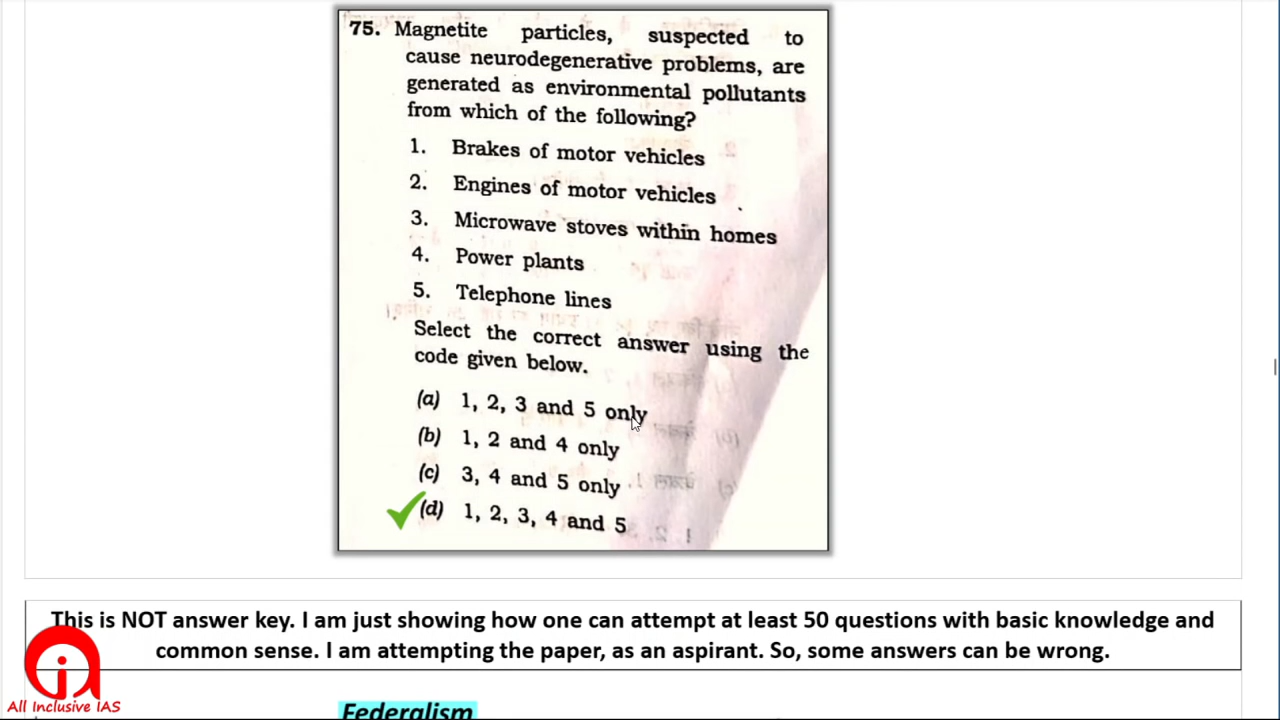 75. Magnetite particles, suspected to
cause neurodegenerative problems, are
generated as environmental pollutants
from which of the following?
1. Brakes of motor vehicles
2. Engines of motor vehicles
3. Microwave stoves within homes
4. Power plants
5. Telephone lines
Select the correct answer using the
code given below.
(a) 1, 2, 3 and 5 only
(b) 1, 2 and 4 only
(c) 3, 4 and 5 only
(d) 1, 2, 3, 4 and 5
This is NOT answer key. I am just showing how one can attempt at least 50 questions with basic knowledge and
common sense. I am attempting the paper, as an aspirant. So, some answers can be wrong.
All Inclusive IAS
Federalism